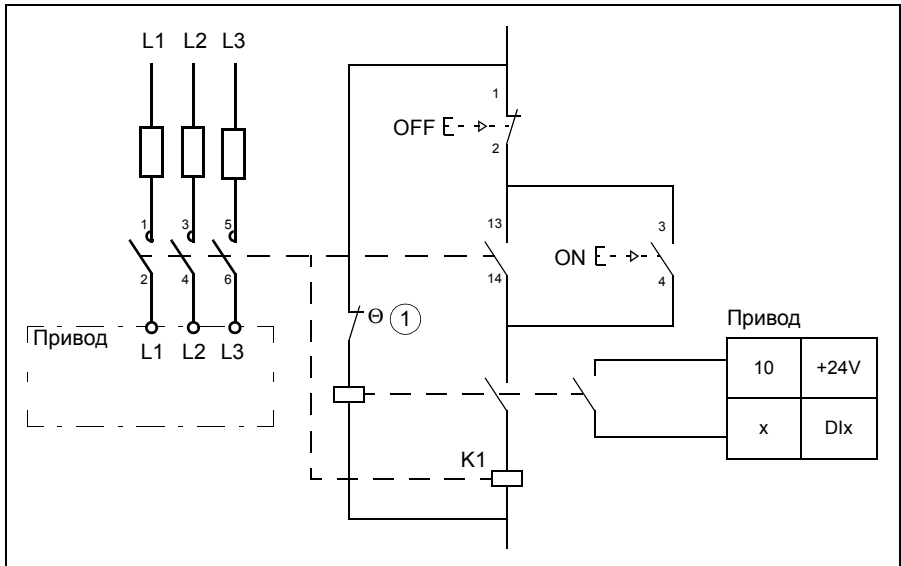 L1 L2 L3
1
OFF
2
1 3 5
13
3
ON
2 4 6
14
4
Θ 1
Привод
L1 L2 L3
Привод
10 +24V
x DIx
K1